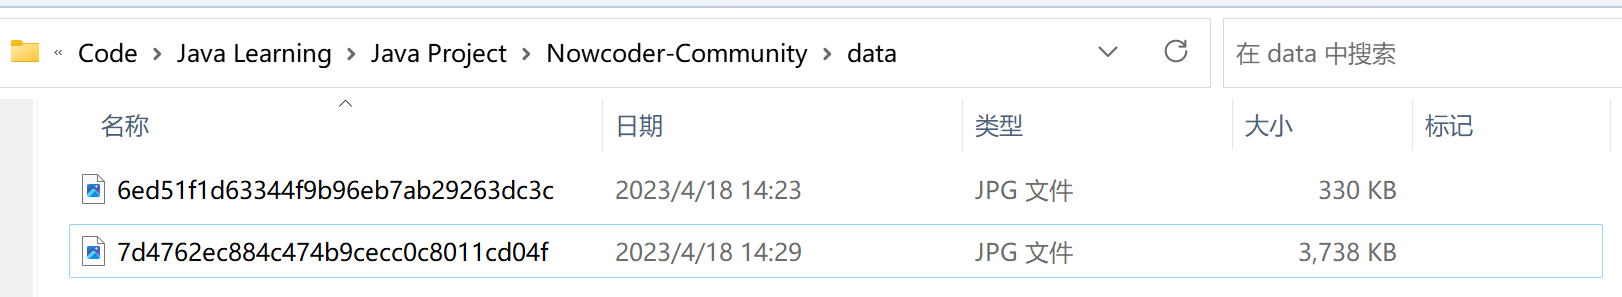 « Code > Java Learning > Java Project > Nowcoder-Community > data 在 data 中搜索
名称 日期 类型 大小 标记
6ed51f1d63344f9b96eb7ab29263dc3c 2023/4/18 14:23 JPG 文件 330 KB
7d4762ec884c474b9cecc0c8011cd04f 2023/4/18 14:29 JPG 文件 3,738 KB